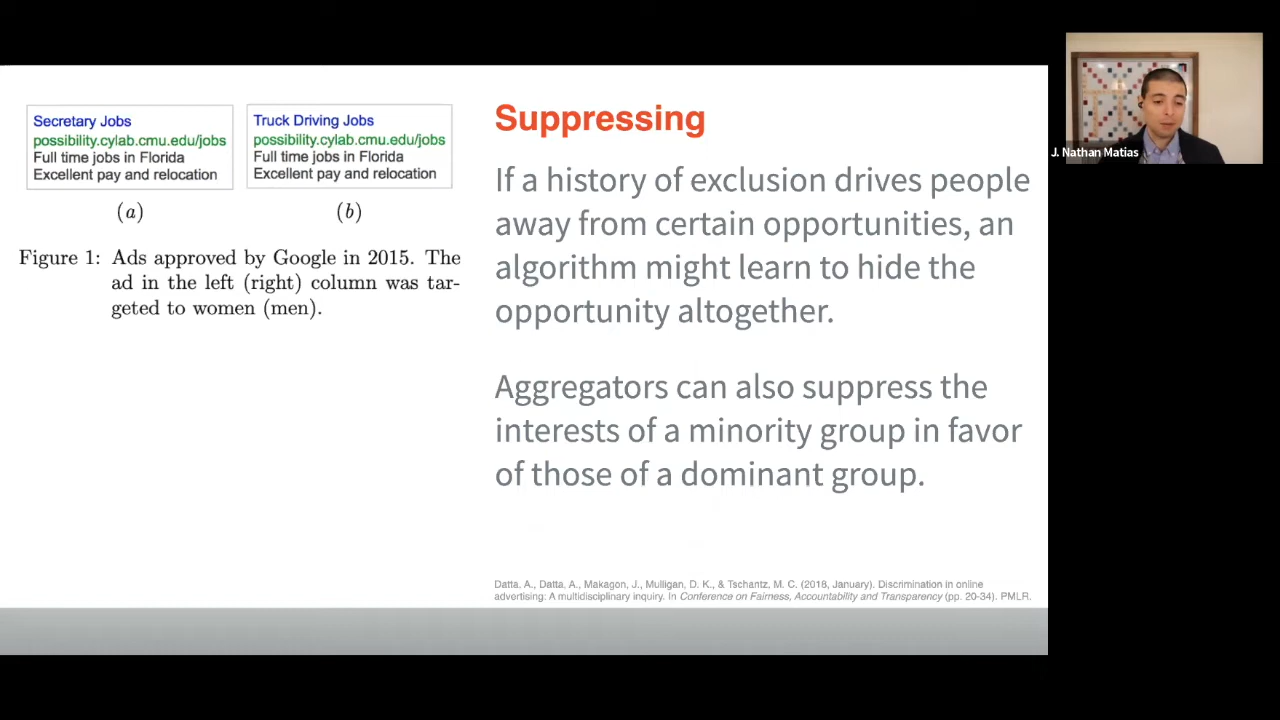 Secretary Jobs
possibility.cylab.cmu.edu/jobs
Full time jobs in Florida
Excellent pay and relocation
(a)
Truck Driving Jobs
possibility.cylab.cmu.edu/jobs
Full time jobs in Florida
Excellent pay and relocation
(b)
Figure 1: Ads approved by Google in 2015. The
ad in the left (right) column was tar-
geted to women (men).
Suppressing
If a history of exclusion drives people
away from certain opportunities, an
algorithm might learn to hide the
opportunity altogether.
Aggregators can also suppress the
interests of a minority group in favor
of those of a dominant group.
Datta, A., Datta, A., Makagon, J., Mulligan, D. K., & Tschantz, M. C. (2018, January). Discrimination in online
advertising: A multidisciplinary inquiry. In Conference on Fairness, Accountability and Transparency (pp. 20-34). PMLR.
J. Nathan Matias